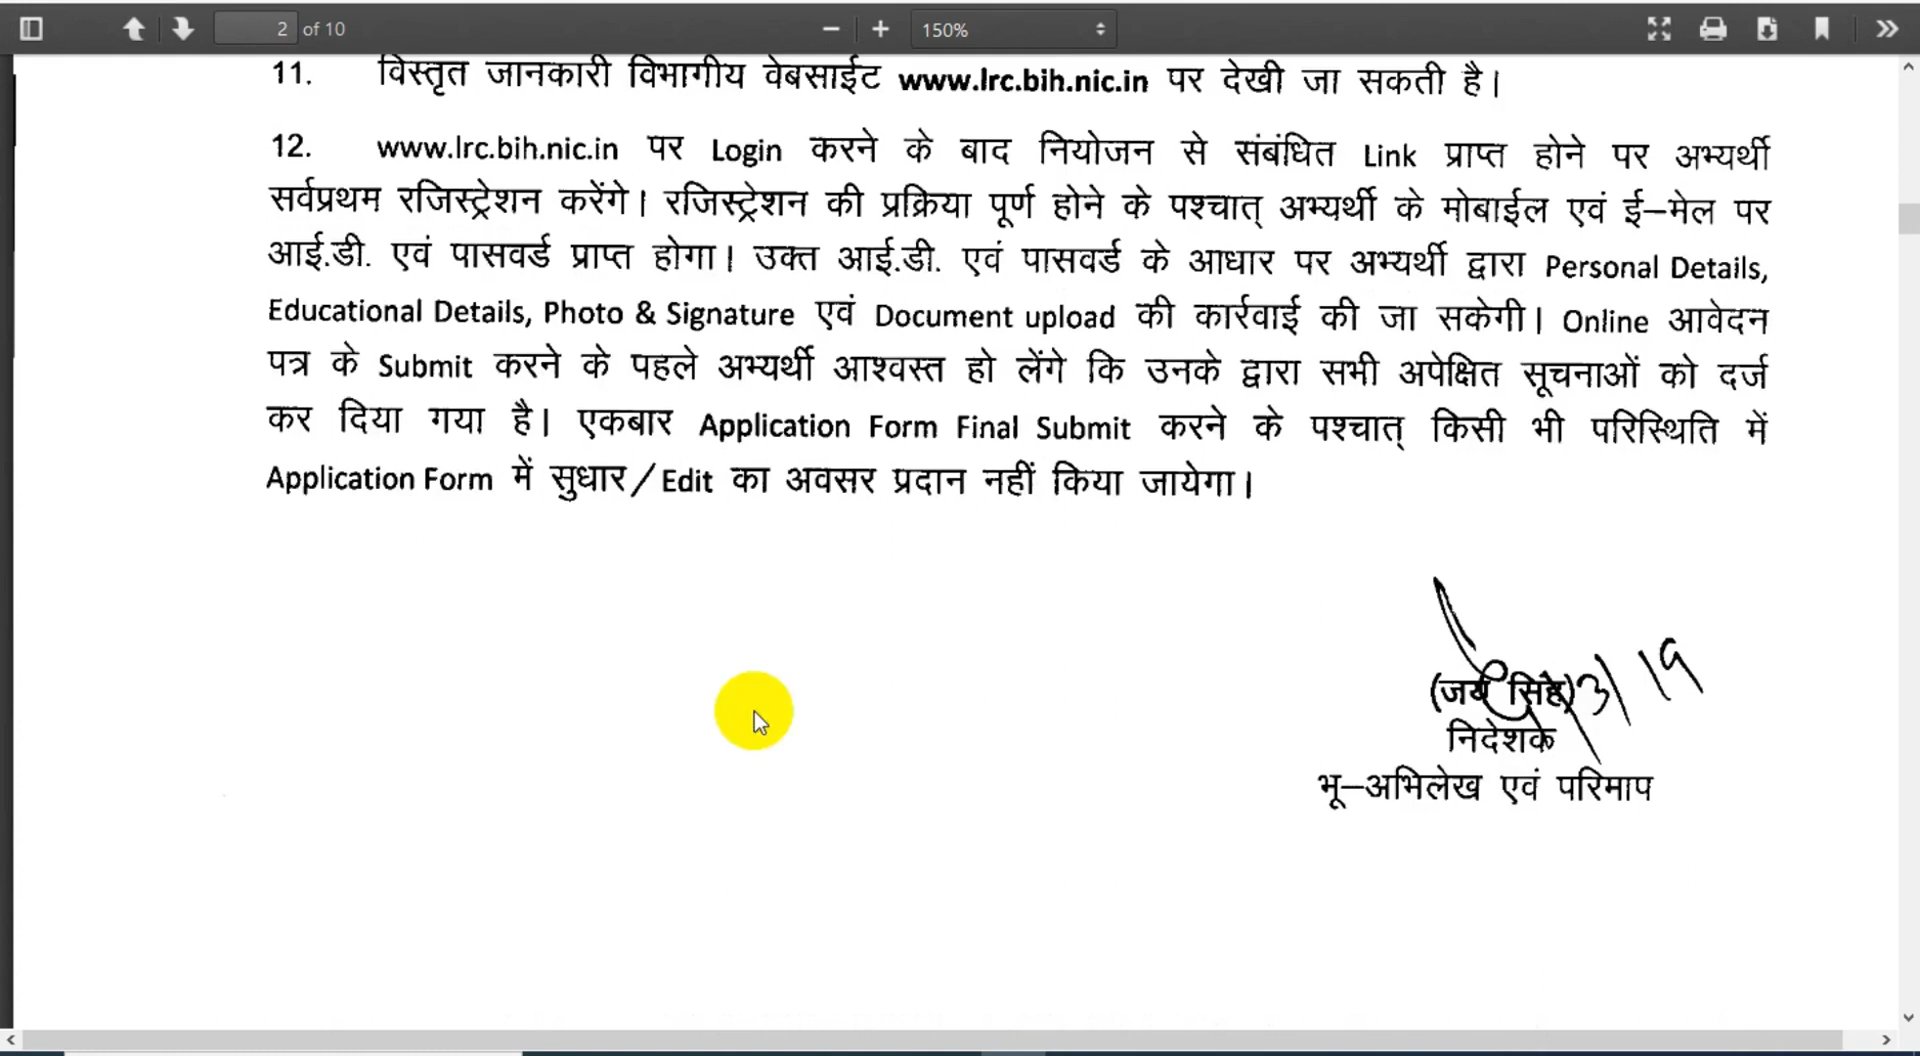 2 of 10
150%
11. विस्तृत जानकारी विभागीय वेबसाईट www.lrc.bih.nic.in पर देखी जा सकती है।
12. www.lrc.bih.nic.in पर Login करने के बाद नियोजन से संबंधित Link प्राप्त होने पर अभ्यर्थी
सर्वप्रथम रजिस्ट्रेशन करेंगे। रजिस्ट्रेशन की प्रक्रिया पूर्ण होने के पश्चात् अभ्यर्थी के मोबाईल एवं ई–मेल पर
आई.डी. एवं पासवर्ड प्राप्त होगा। उक्त आई.डी. एवं पासवर्ड के आधार पर अभ्यर्थी द्वारा Personal Details,
Educational Details, Photo & Signature एवं Document upload की कार्रवाई की जा सकेगी। Online आवेदन
पत्र के Submit करने के पहले अभ्यर्थी आश्वस्त हो लेंगे कि उनके द्वारा सभी अपेक्षित सूचनाओं को दर्ज
कर दिया गया है। एकबार Application Form Final Submit करने के पश्चात् किसी भी परिस्थिति में
Application Form में सुधार/Edit का अवसर प्रदान नहीं किया जायेगा।
(जय सिंह) 3/19
निदेशक
भू–अभिलेख एवं परिमाप